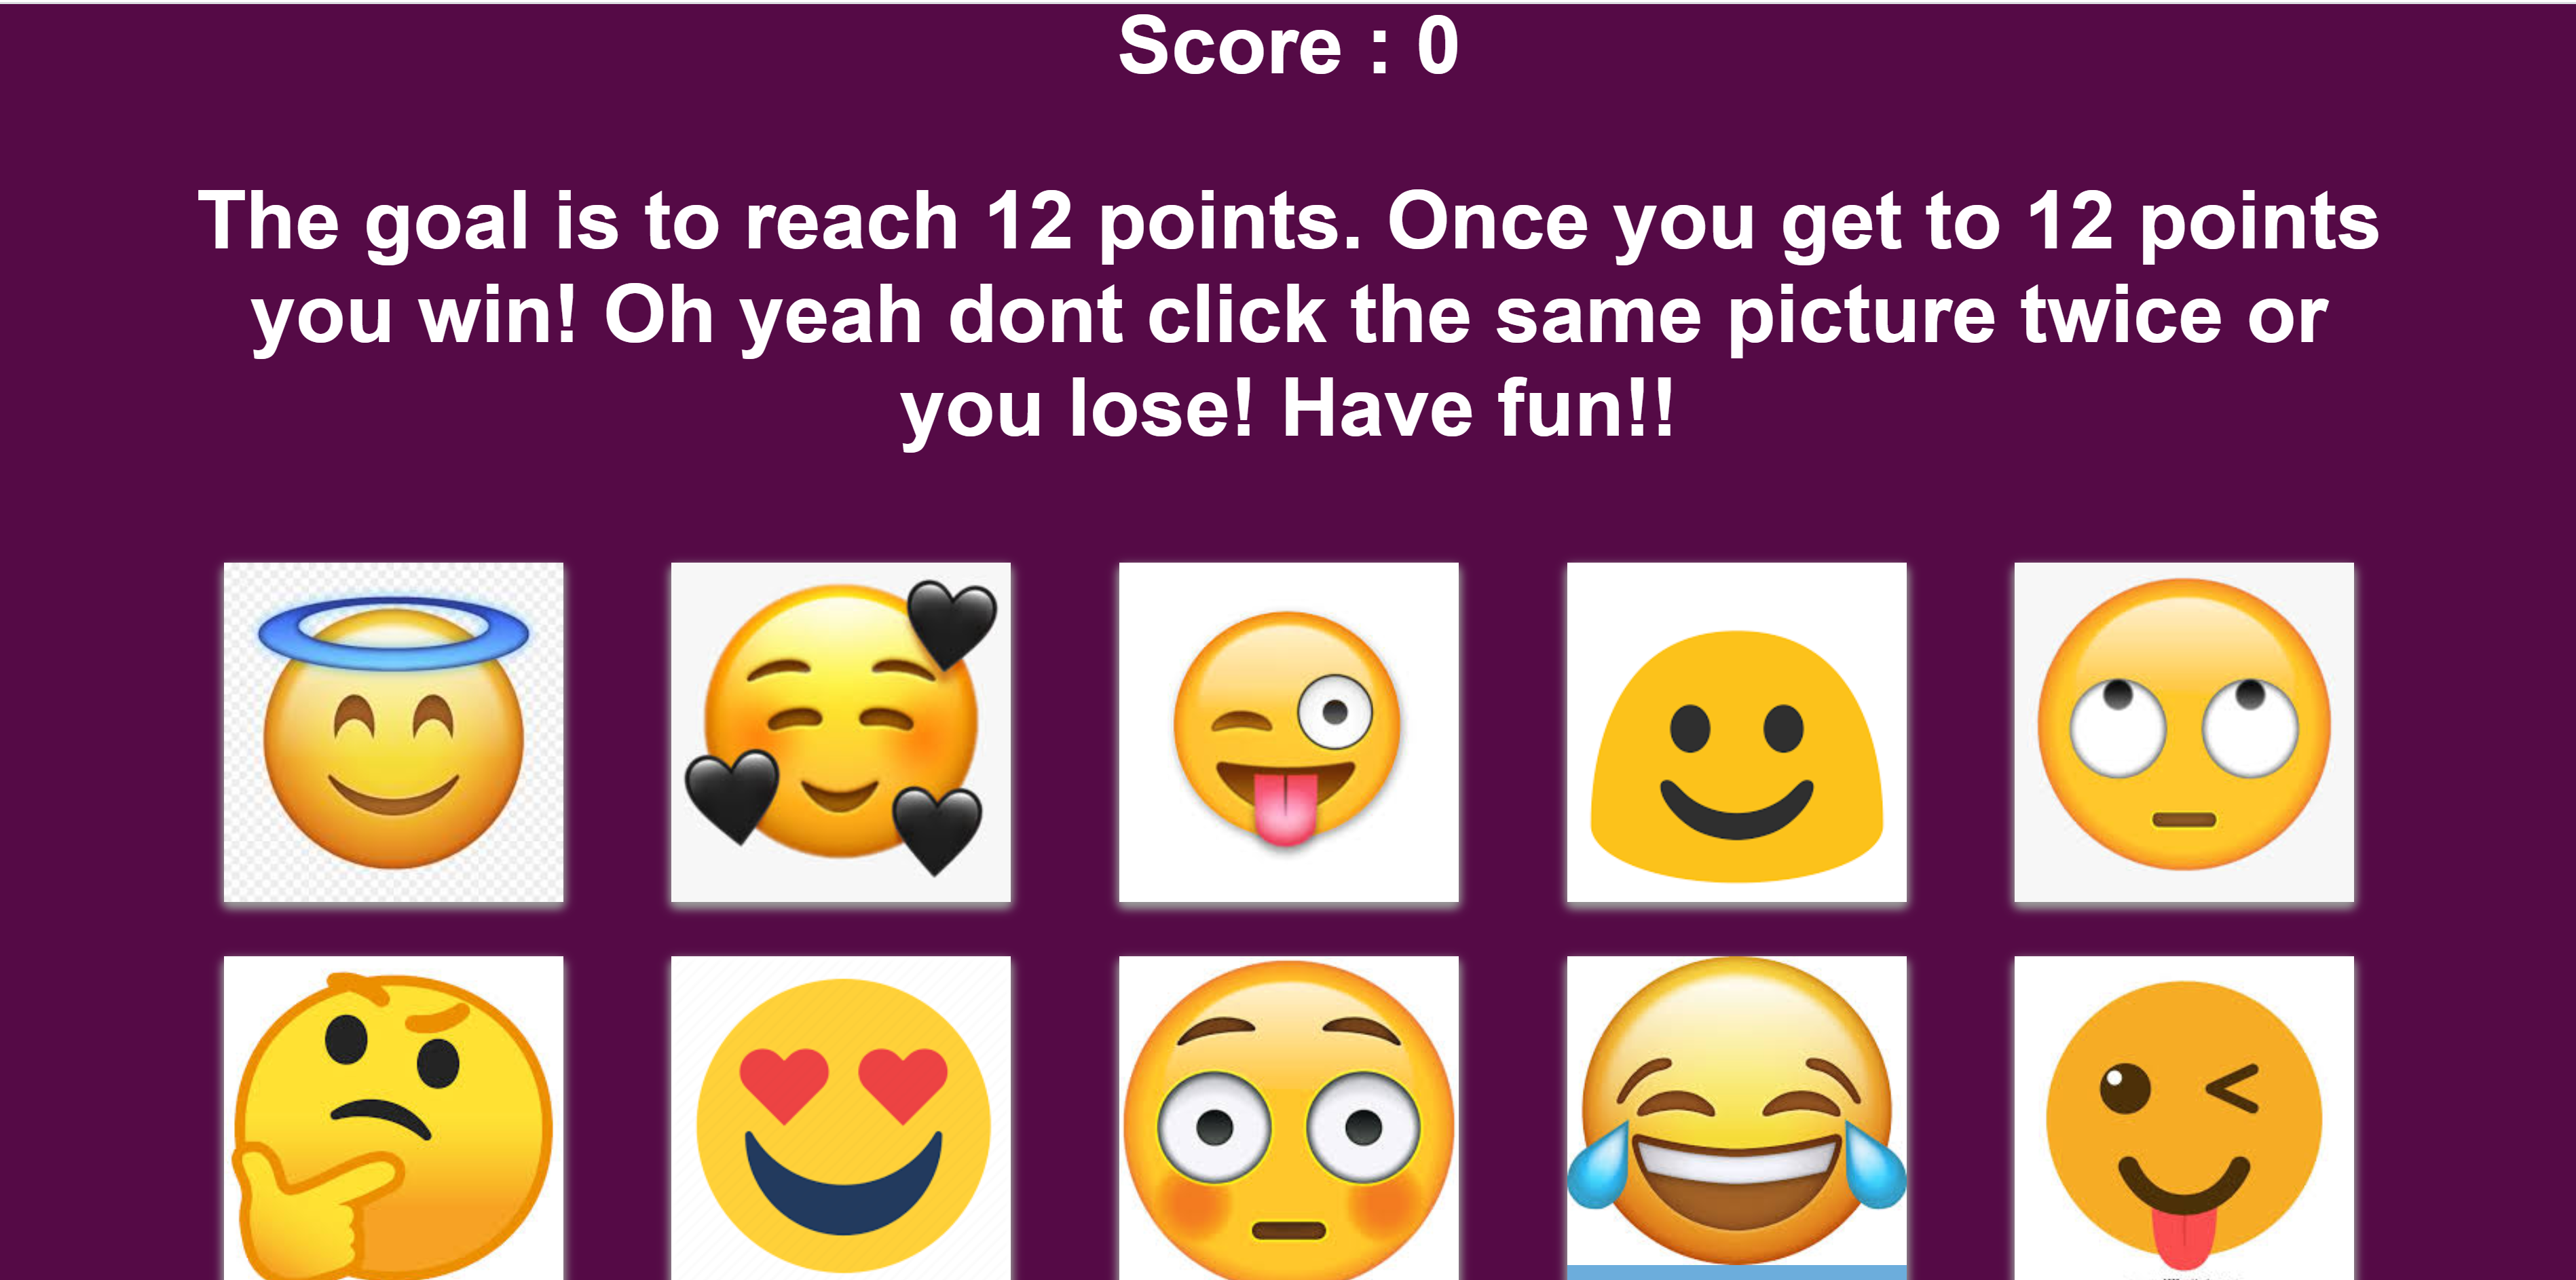 Score : 0
The goal is to reach 12 points. Once you get to 12 points
you win! Oh yeah dont click the same picture twice or
you lose! Have fun!!